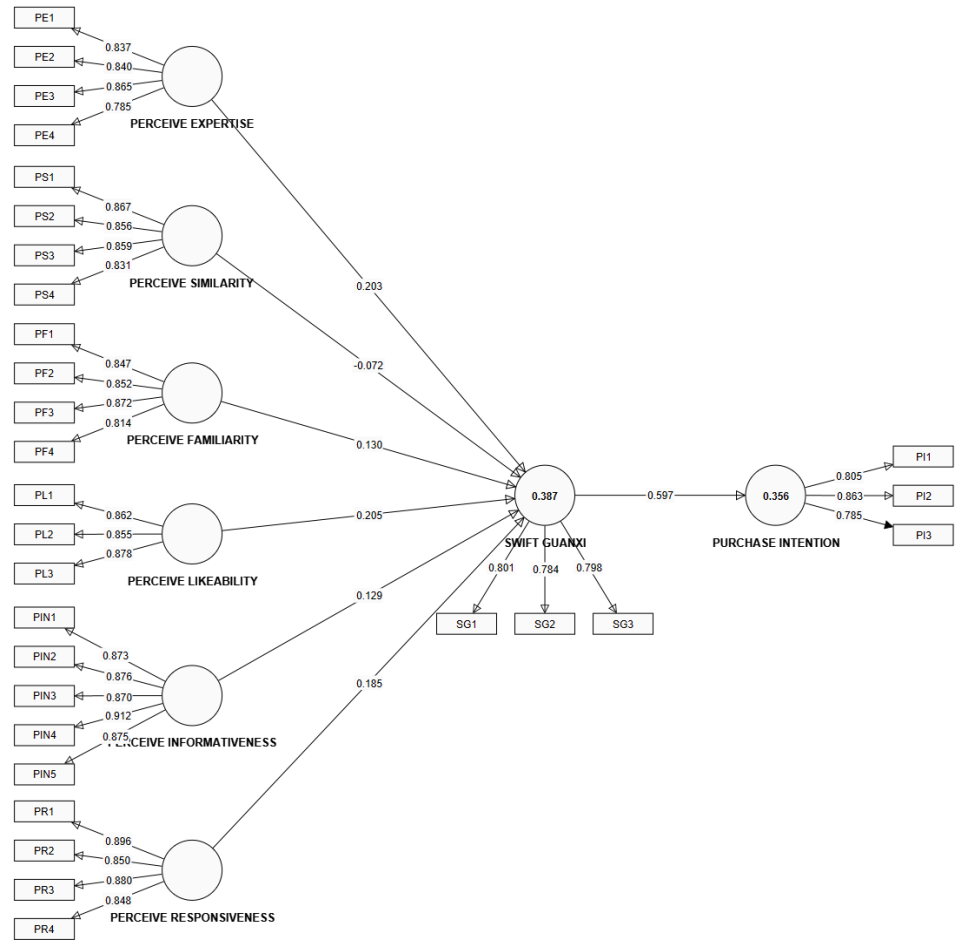 PE1
0.837
PE2
0.840
PE3
0.865
PE4
0.785
PERCEIVE EXPERTISE
PS1
0.867
PS2
0.856
PS3
0.859
PS4
0.831
PERCEIVE SIMILARITY
0.203
-0.072
PF1
0.847
PF2
0.852
PF3
0.872
PF4
0.814
PERCEIVE FAMILIARITY
0.130
PL1
0.862
PL2
0.855
PL3
0.878
PERCEIVE LIKEABILITY
0.205
PIN1
0.873
PIN2
0.876
PIN3
0.870
PIN4
0.912
PIN5
0.875
PERCEIVE INFORMATIVENESS
0.129
PR1
0.896
PR2
0.850
PR3
0.880
PR4
0.848
PERCEIVE RESPONSIVENESS
0.185
0.387
SWIFT GUANXI
0.801
0.784
0.798
SG1
SG2
SG3
0.597
0.356
PURCHASE INTENTION
0.805
PI1
0.863
PI2
0.785
PI3